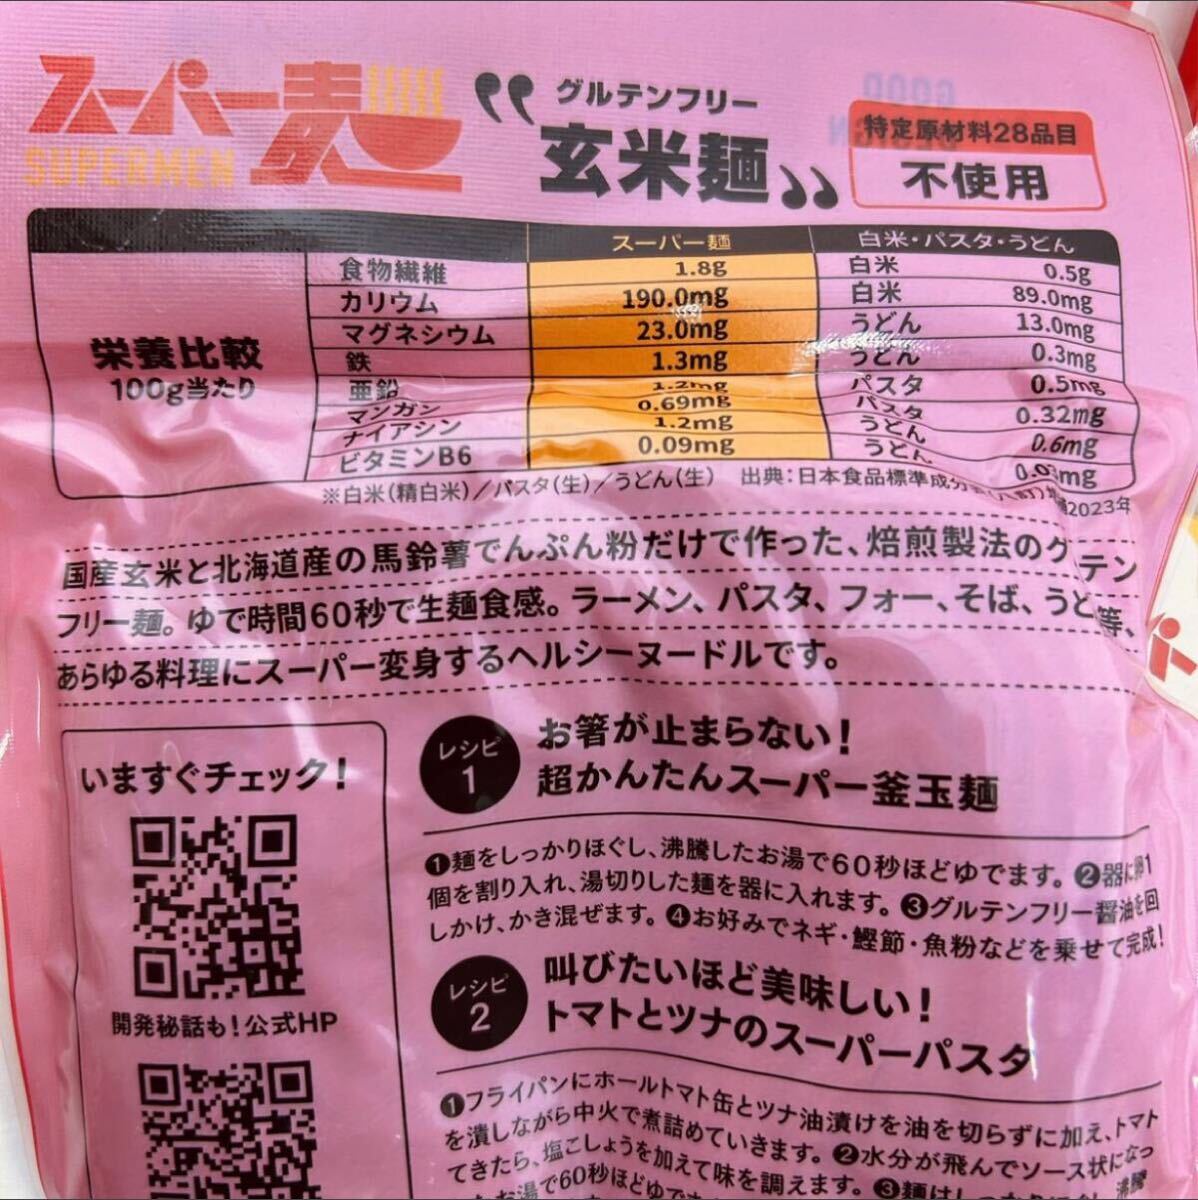 スーパー麦
SUPERMEN
グルテンフリー
玄米麺
特定原材料28品目
不使用
スーパー麺 白米・パスタ・うどん
栄養比較
100g当たり
食物繊維 1.8g 白米 0.5g
カリウム 190.0mg 白米 89.0mg
マグネシウム 23.0mg うどん 13.0mg
鉄 1.3mg うどん 0.3mg
亜鉛 1.2mg パスタ 0.5mg
マンガン 0.69mg パスタ 0.32mg
ナイアシン 1.2mg うどん 0.6mg
ビタミンB6 0.09mg うどん
※白米(精白米)／パスタ(生)／うどん(生) 出典:日本食品標準成分 2023年
国産玄米と北海道産の馬鈴薯でんぷん粉だけで作った、焙煎製法のグ テン
フリー麺。ゆで時間60秒で生麺食感。ラーメン、パスタ、フォー、そば、うど 等、
あらゆる料理にスーパー変身するヘルシーヌードルです。
いますぐチェック!
開発秘話も!公式HP
レシピ
1
お箸が止まらない!
超かんたんスーパー釜玉麺
❶麺をしっかりほぐし、沸騰したお湯で60秒ほどゆでます。❷器に卵1
個を割り入れ、湯切りした麺を器に入れます。❸グルテンフリー醤油を回
しかけ、かき混ぜます。❹お好みでネギ・鰹節・魚粉などを乗せて完成!
レシピ
2
叫びたいほど美味しい!
トマトとツナのスーパーパスタ
❶フライパンにホールトマト缶とツナ油漬けを油を切らずに加え、トマト
を潰しながら中火で煮詰めていきます。❷水分が飛んでソース状になっ
てきたら、塩こしょうを加えて味を調えます。❸麺は 沸騰
お湯で60秒ほどゆで